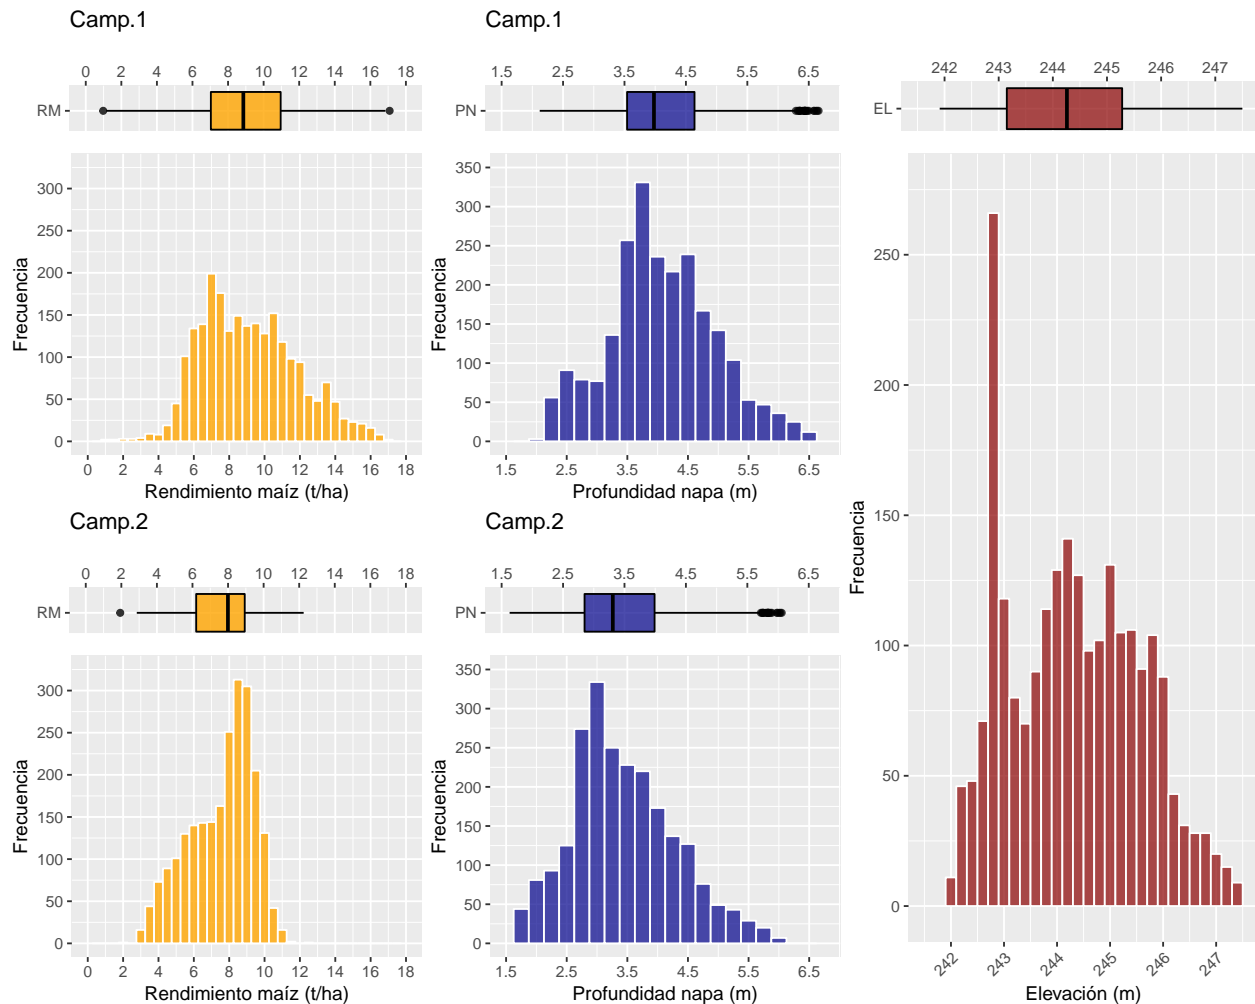 Camp.1
0 2 4 6 8 10 12 14 16 18
RM
300
250
200
150
100
50
0
Frecuencia
0 2 4 6 8 10 12 14 16 18
Rendimiento maíz (t/ha)
Camp.1
1.5 2.5 3.5 4.5 5.5 6.5
PN
350
300
250
200
150
100
50
0
Frecuencia
1.5 2.5 3.5 4.5 5.5 6.5
Profundidad napa (m)
242 243 244 245 246 247
EL
250
200
150
100
50
0
Frecuencia
242 243 244 245 246 247
Elevación (m)
Camp.2
0 2 4 6 8 10 12 14 16 18
RM
300
250
200
150
100
50
0
Frecuencia
0 2 4 6 8 10 12 14 16 18
Rendimiento maíz (t/ha)
Camp.2
1.5 2.5 3.5 4.5 5.5 6.5
PN
350
300
250
200
150
100
50
0
Frecuencia
1.5 2.5 3.5 4.5 5.5 6.5
Profundidad napa (m)